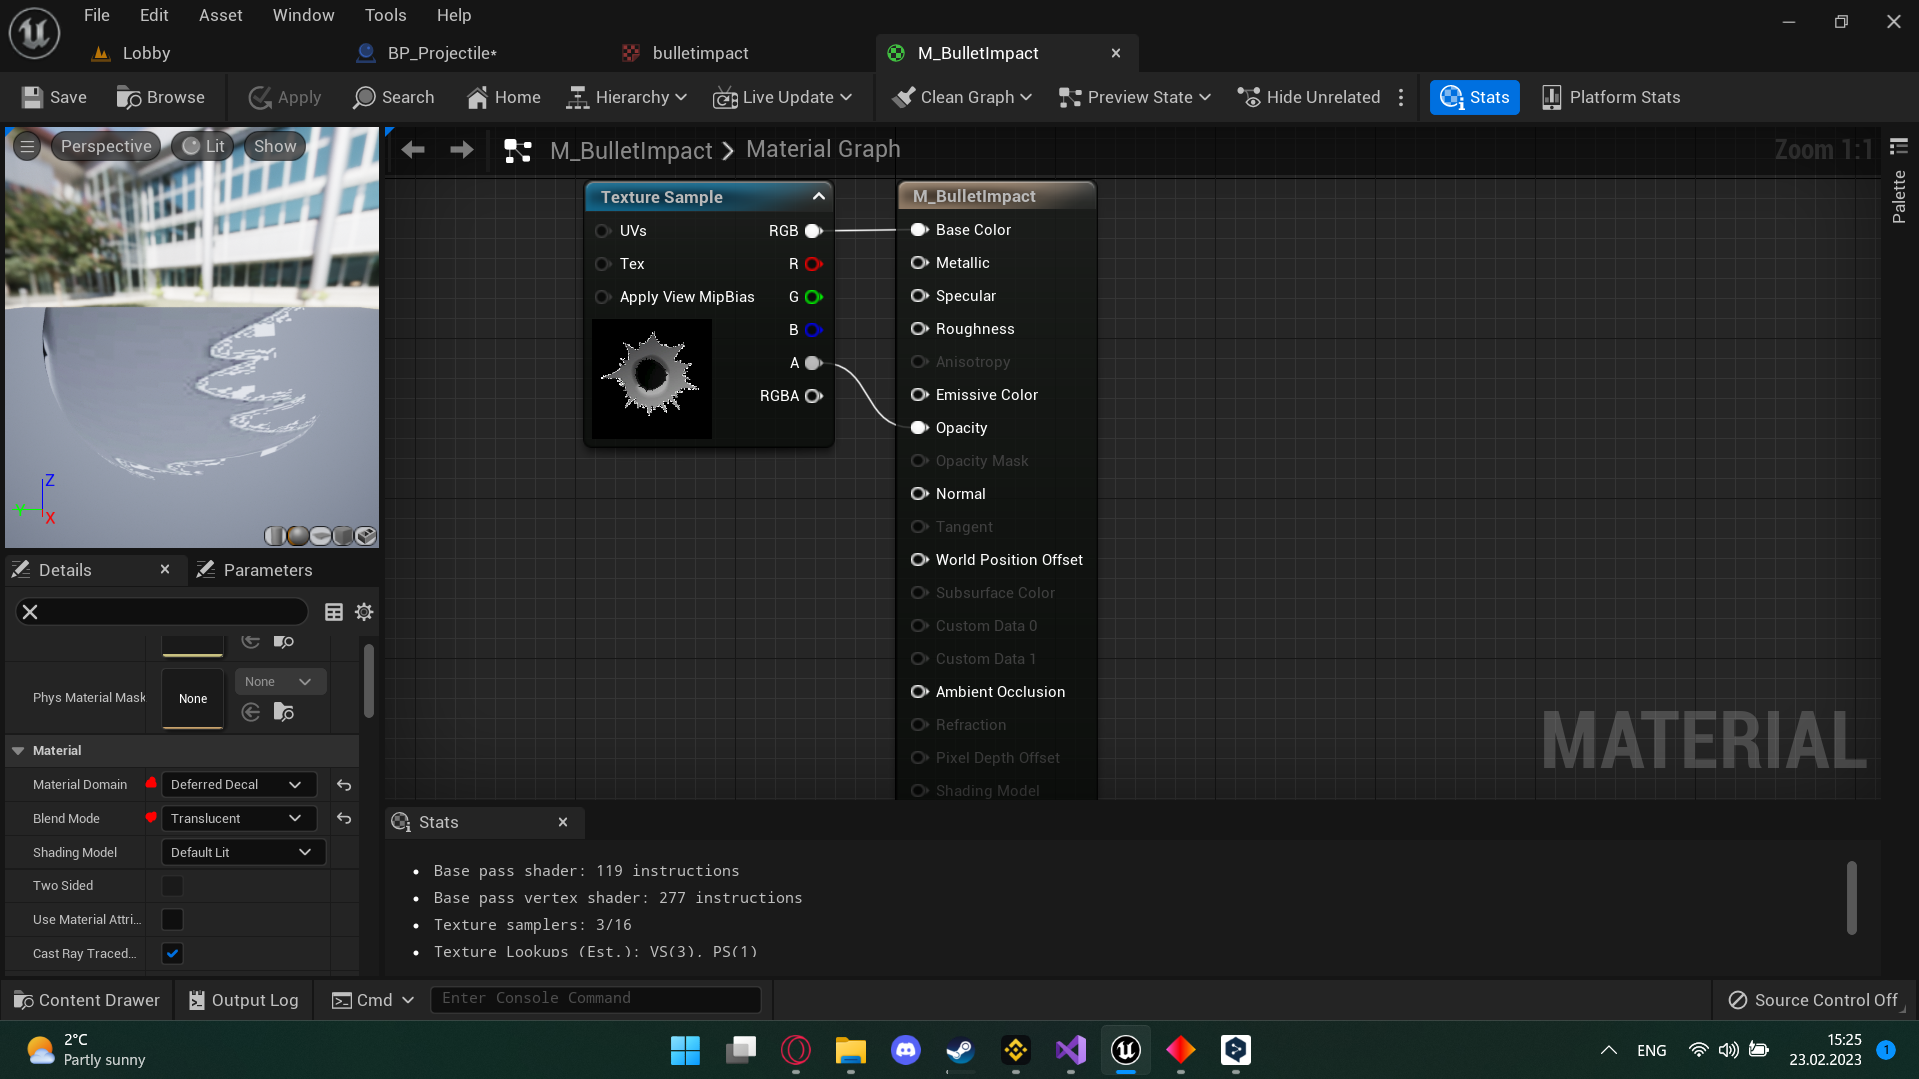 File Edit Asset Window Tools Help
Lobby BP_Projectile* bulletimpact M_BulletImpact
Save Browse Apply Search Home Hierarchy Live Update Clean Graph Preview State Hide Unrelated Stats Platform Stats
Perspective Lit Show
M_BulletImpact Material Graph Zoom 1:1
Palette
Texture Sample
UVs RGB
Tex R
Apply View MipBias G
B
A
RGBA
M_BulletImpact
Base Color
Metallic
Specular
Roughness
Anisotropy
Emissive Color
Opacity
Opacity Mask
Normal
Tangent
World Position Offset
Subsurface Color
Custom Data 0
Custom Data 1
Ambient Occlusion
Refraction
Pixel Depth Offset
Shading Model
MATERIAL
Z
Y
X
Details Parameters
Phys Material Mask None None
Material
Material Domain Deferred Decal
Blend Mode Translucent
Shading Model Default Lit
Two Sided
Use Material Attri...
Cast Ray Traced...
Stats
Base pass shader: 119 instructions
Base pass vertex shader: 277 instructions
Texture samplers: 3/16
Texture Lookups (Est.): VS(3), PS(1)
Content Drawer Output Log Cmd Enter Console Command Source Control Off
2°C
Partly sunny
ENG
15:25
23.02.2023
1